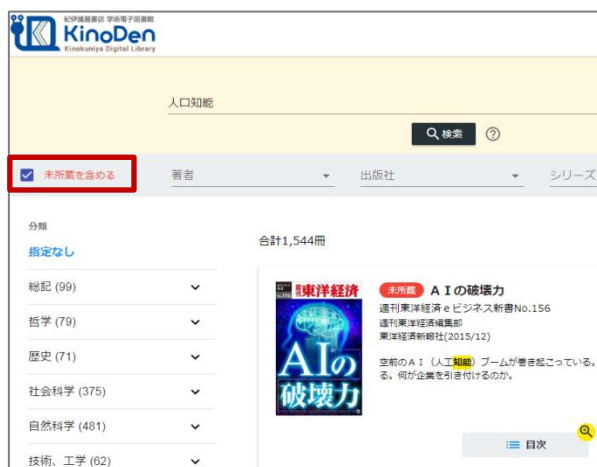 紀伊國屋書店 学術電子図書館
KinoDen
Kinokuniya Digital Library
人口知能
検索
未所蔵を含める
著者
出版社
シリーズ
分類
指定なし
合計1,544冊
総記 (99)
哲学 (79)
歴史 (71)
社会科学 (375)
自然科学 (481)
技術、工学 (62)
週刊東洋経済
No.156
AIの
破壊力
未所蔵 AIの破壊力
週刊東洋経済eビジネス新書No.156
週刊東洋経済編集部
東洋経済新報社(2015/12)
空前のAI(人工知能)ブームが巻き起こっている。
る。何が企業を引き付けるのか。
目次